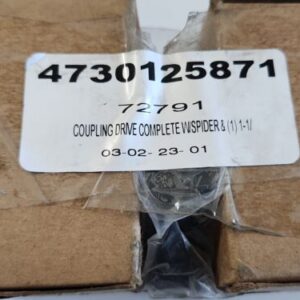 4730125871
72791
COUPLING DRIVE COMPLETE W/SPIDER & (1) 1-1/
03-02- 23- 01